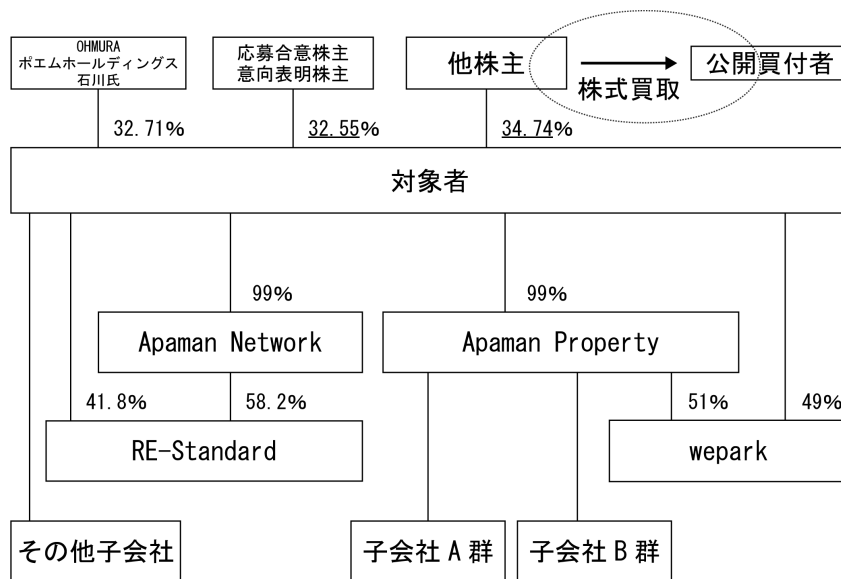 OHMURA
ポエムホールディングス
石川氏
応募合意株主
意向表明株主
他株主
株式買取
公開買付者
32.71%
32.55%
34.74%
対象者
99%
99%
Apaman Network
Apaman Property
41.8%
58.2%
51%
49%
RE-Standard
wepark
その他子会社
子会社A群
子会社B群